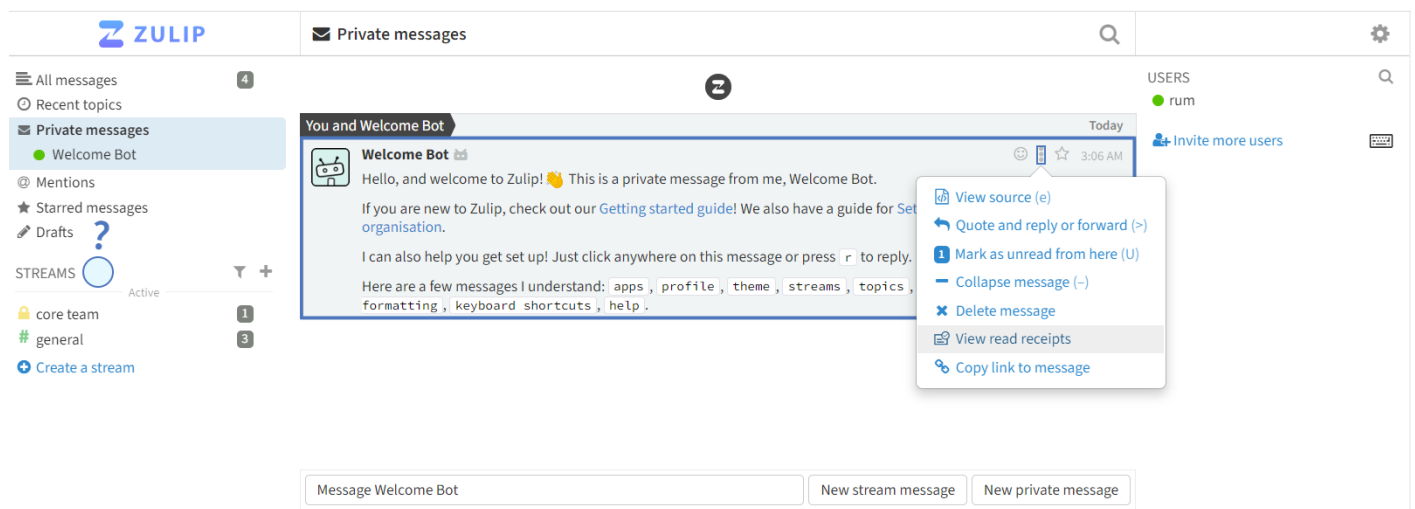 ZULIP
Private messages
All messages 4
Recent topics
Private messages
Welcome Bot
@ Mentions
Starred messages
Drafts
?
STREAMS
Active
core team 1
# general 3
Create a stream
Z
You and Welcome Bot Today
Welcome Bot 3:06 AM
Hello, and welcome to Zulip! 👋 This is a private message from me, Welcome Bot.
If you are new to Zulip, check out our Getting started guide! We also have a guide for
organisation.
I can also help you get set up! Just click anywhere on this message or press r to reply.
Here are a few messages I understand: apps, profile, theme, streams, topics,
formatting, keyboard shortcuts, help.
View source (e)
Quote and reply or forward (>)
1 Mark as unread from here (U)
Collapse message (–)
Delete message
View read receipts
Copy link to message
Message Welcome Bot
New stream message
New private message
USERS
rum
Invite more users